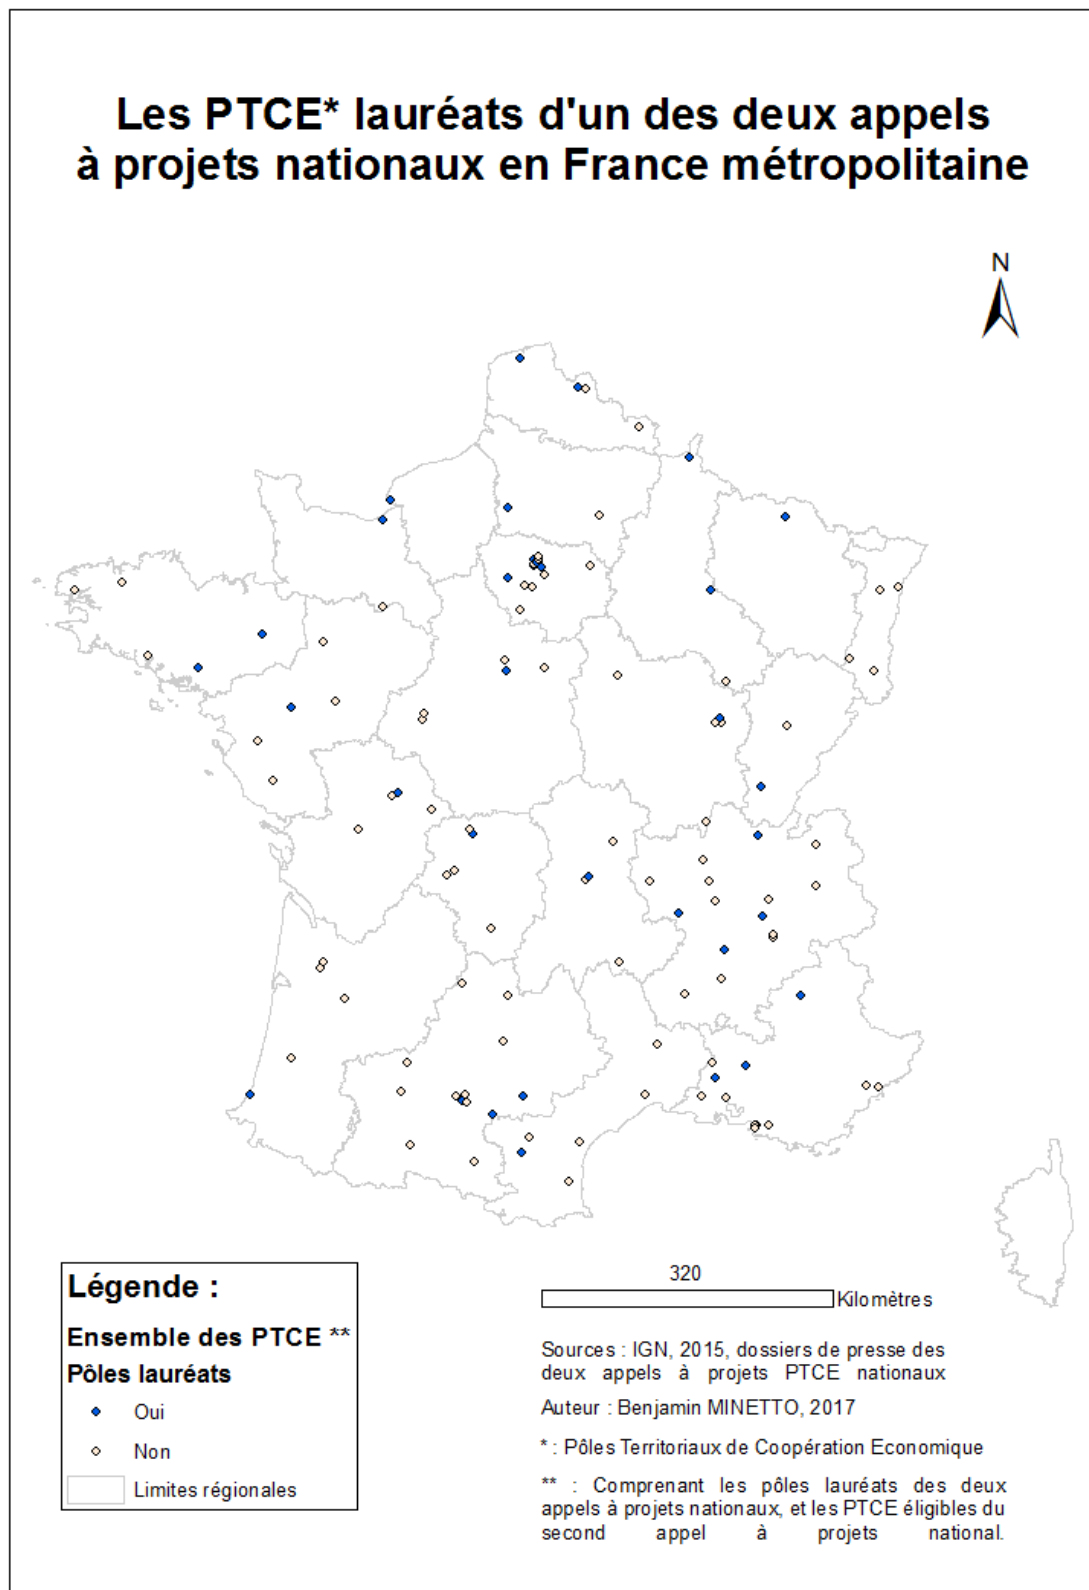 Les PTCE* lauréats d'un des deux appels
à projets nationaux en France métropolitaine
N
Légende :
Ensemble des PTCE **
Pôles lauréats
Oui
Non
Limites régionales
320
Kilomètres
Sources : IGN, 2015, dossiers de presse des
deux appels à projets PTCE nationaux
Auteur : Benjamin MINETTO, 2017
* : Pôles Territoriaux de Coopération Economique
** : Comprenant les pôles lauréats des deux
appels à projets nationaux, et les PTCE éligibles du
second appel à projets national.